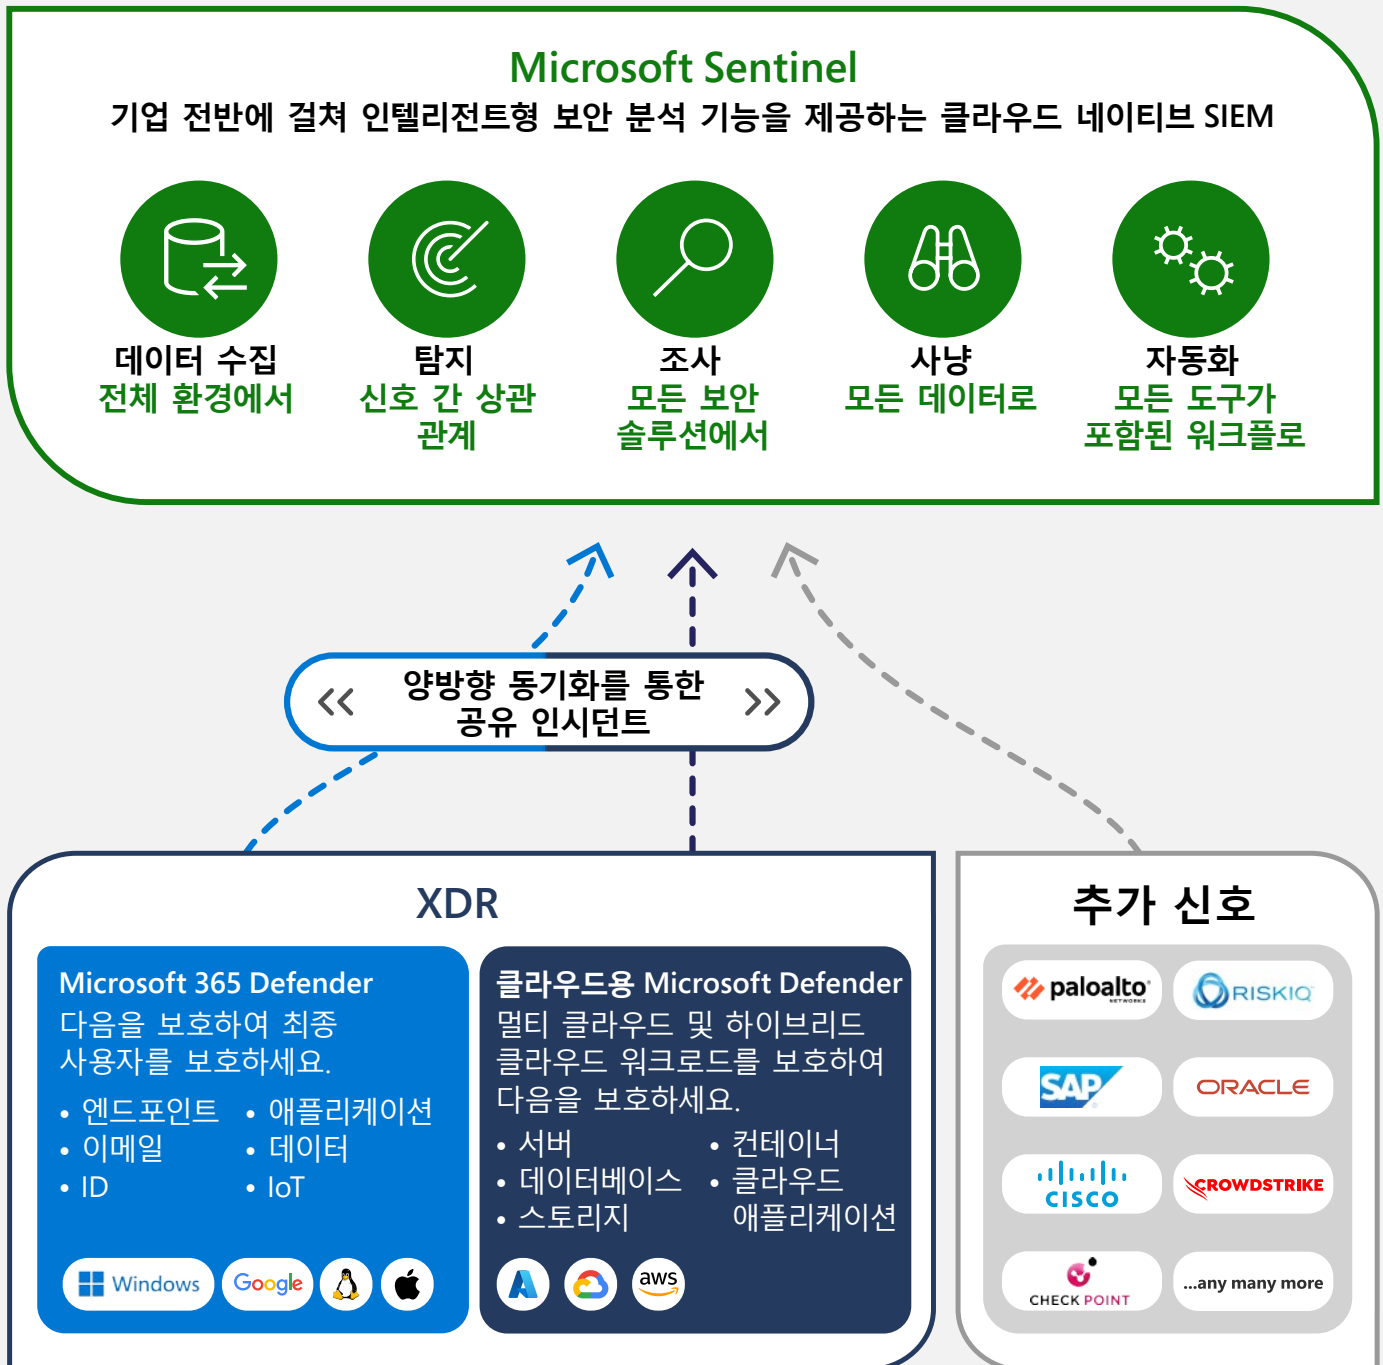 Microsoft Sentinel
기업 전반에 걸쳐 인텔리전트형 보안 분석 기능을 제공하는 클라우드 네이티브 SIEM
데이터 수집
전체 환경에서
탐지
신호 간 상관
관계
조사
모든 보안
솔루션에서
사냥
모든 데이터로
자동화
모든 도구가
포함된 워크플로
양방향 동기화를 통한
공유 인시던트
XDR
Microsoft 365 Defender
다음을 보호하여 최종
사용자를 보호하세요.
• 엔드포인트
• 이메일
• ID
• 애플리케이션
• 데이터
• IoT
Windows
Google
클라우드용 Microsoft Defender
멀티 클라우드 및 하이브리드
클라우드 워크로드를 보호하여
다음을 보호하세요.
• 서버
• 데이터베이스
• 스토리지
• 컨테이너
• 클라우드
애플리케이션
aws
추가 신호
paloalto
NETWORKS
RISKIQ
SAP
ORACLE
CISCO
CROWDSTRIKE
CHECK POINT
...any many more